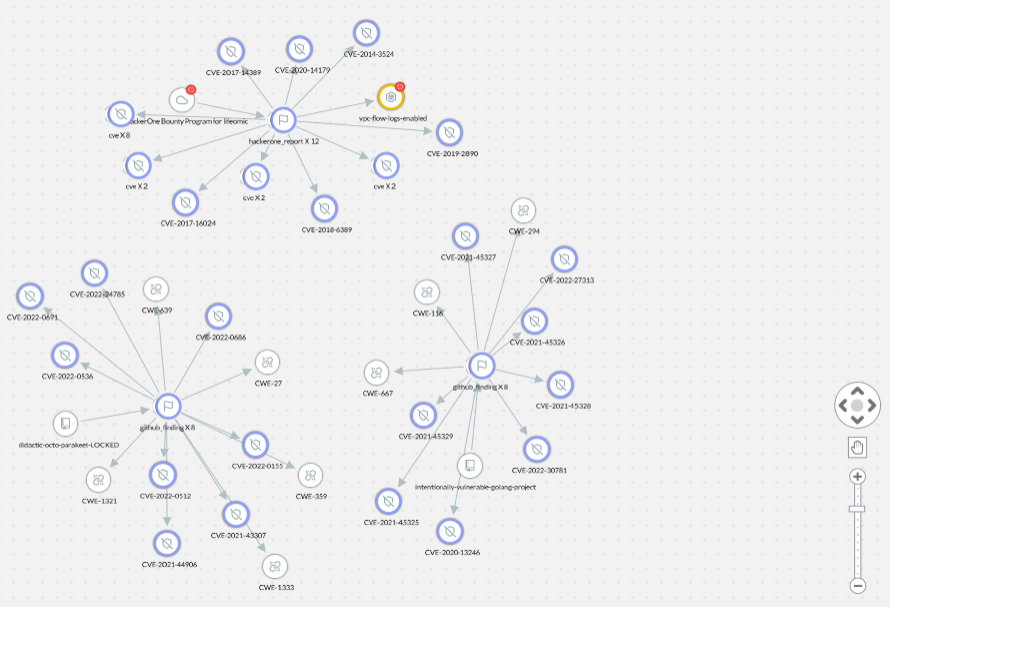 CVE-2014-3524
CVE-2017-14389
CVE-2020-14179
ckerOne Bounty Program for lifeomic
vpc-flow-logs-enabled
cve X 8
hackerone_report X 12
CVE-2019-2890
cve X 2
cve X 2
cve X 2
CVE-2017-16024
CVE-2018-6389
CWE-294
CVE-2021-45327
CVE-2022-27313
CVE-2022-24785
CWE-639
CWE-116
CVE-2022-0691
CVE-2022-0686
CVE-2021-45326
CVE-2022-0536
CWE-27
CWE-667
github_finding X 8
CVE-2021-45328
github_finding X 8
CVE-2021-45329
didactic-octo-parakeet-LOCKED
CVE-2022-0155
CVE-2022-30781
CWE-1321
CVE-2022-0512
CWE-359
intentionally-vulnerable-golang-project
CVE-2021-45325
CVE-2021-43307
CVE-2021-44906
CVE-2020-13246
CWE-1333